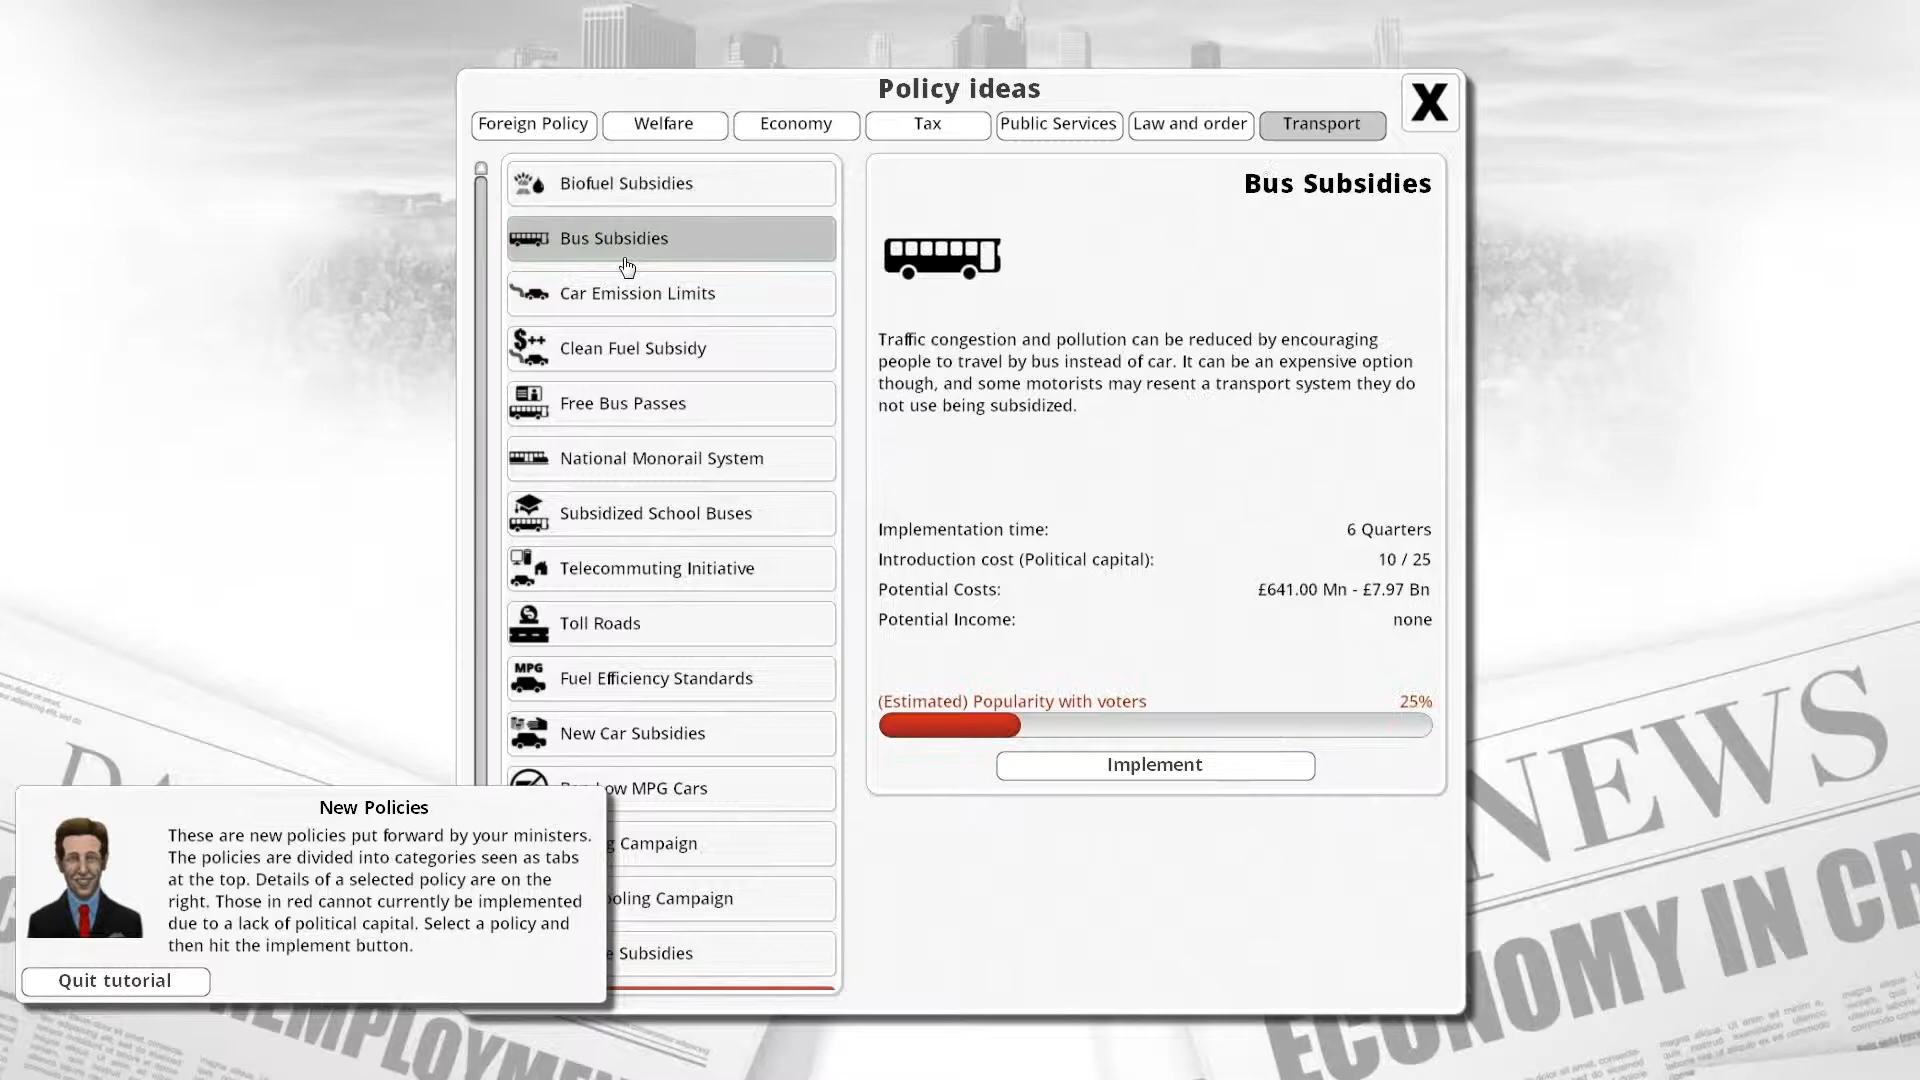 Policy ideas
X
Foreign Policy
Welfare
Economy
Tax
Public Services
Law and order
Transport
Biofuel Subsidies
Bus Subsidies
Car Emission Limits
$++
Clean Fuel Subsidy
Free Bus Passes
National Monorail System
Subsidized School Buses
Telecommuting Initiative
Toll Roads
MPG
Fuel Efficiency Standards
New Car Subsidies
Low MPG Cars
Campaign
Campaign
Subsidies
Bus Subsidies
Traffic congestion and pollution can be reduced by encouraging
people to travel by bus instead of car. It can be an expensive option
though, and some motorists may resent a transport system they do
not use being subsidized.
Implementation time: 6 Quarters
Introduction cost (Political capital): 10 / 25
Potential Costs: £641.00 Mn - £7.97 Bn
Potential Income: none
(Estimated) Popularity with voters 25%
Implement
New Policies
These are new policies put forward by your ministers.
The policies are divided into categories seen as tabs
at the top. Details of a selected policy are on the
right. Those in red cannot currently be implemented
due to a lack of political capital. Select a policy and
then hit the implement button.
Quit tutorial
NEWS
ECONOMY IN CR